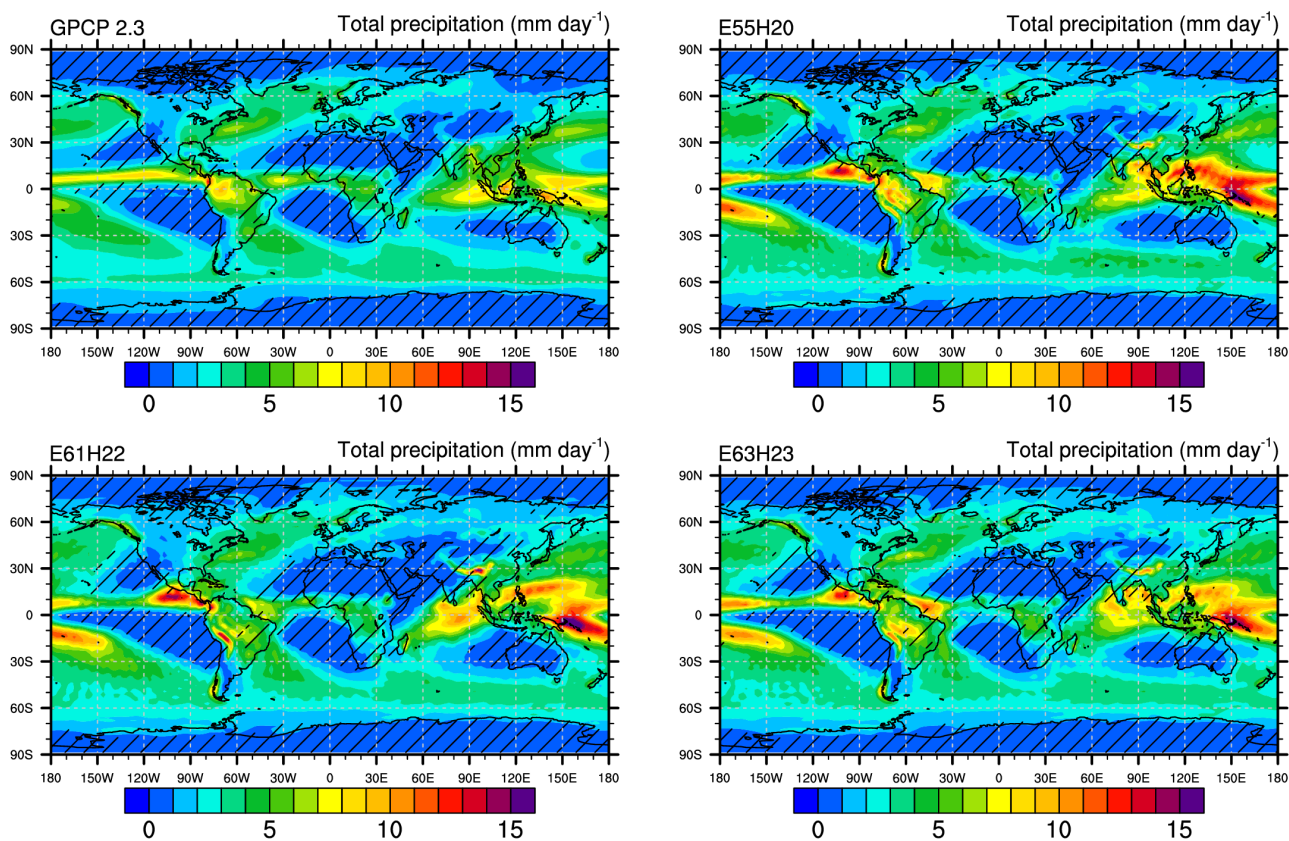 GPCP 2.3 Total precipitation (mm day-1)
90N
60N
30N
0
30S
60S
90S
180 150W 120W 90W 60W 30W 0 30E 60E 90E 120E 150E 180
0 5 10 15
E55H20 Total precipitation (mm day-1)
90N
60N
30N
0
30S
60S
90S
180 150W 120W 90W 60W 30W 0 30E 60E 90E 120E 150E 180
0 5 10 15
E61H22 Total precipitation (mm day-1)
90N
60N
30N
0
30S
60S
90S
180 150W 120W 90W 60W 30W 0 30E 60E 90E 120E 150E 180
0 5 10 15
E63H23 Total precipitation (mm day-1)
90N
60N
30N
0
30S
60S
90S
180 150W 120W 90W 60W 30W 0 30E 60E 90E 120E 150E 180
0 5 10 15